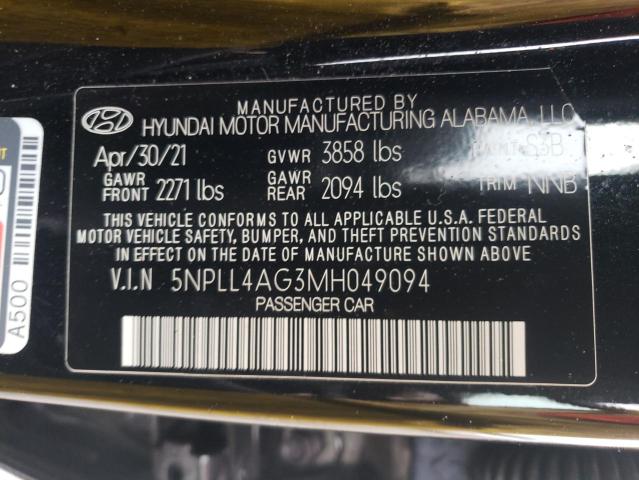 MANUFACTURED BY
HYUNDAI MOTOR MANUFACTURING ALABAMA, LLC
Apr/30/21 GVWR 3858 lbs PAINT S3B
GAWR FRONT 2271 lbs GAWR REAR 2094 lbs TRIM NNB
THIS VEHICLE CONFORMS TO ALL APPLICABLE U.S.A. FEDERAL
MOTOR VEHICLE SAFETY, BUMPER, AND THEFT PREVENTION STANDARDS
IN EFFECT ON THE DATE OF MANUFACTURE SHOWN ABOVE.
V.I.N 5NPLL4AG3MH049094
PASSENGER CAR
A500